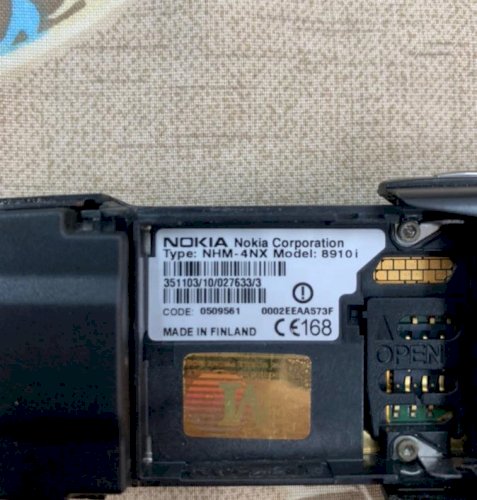 NOKIA Nokia Corporation
Type: NHM-4NX Model: 8910i
351103/10/027633/3
CODE: 0509561 0002EEAA573F
MADE IN FINLAND CE168
OPEN